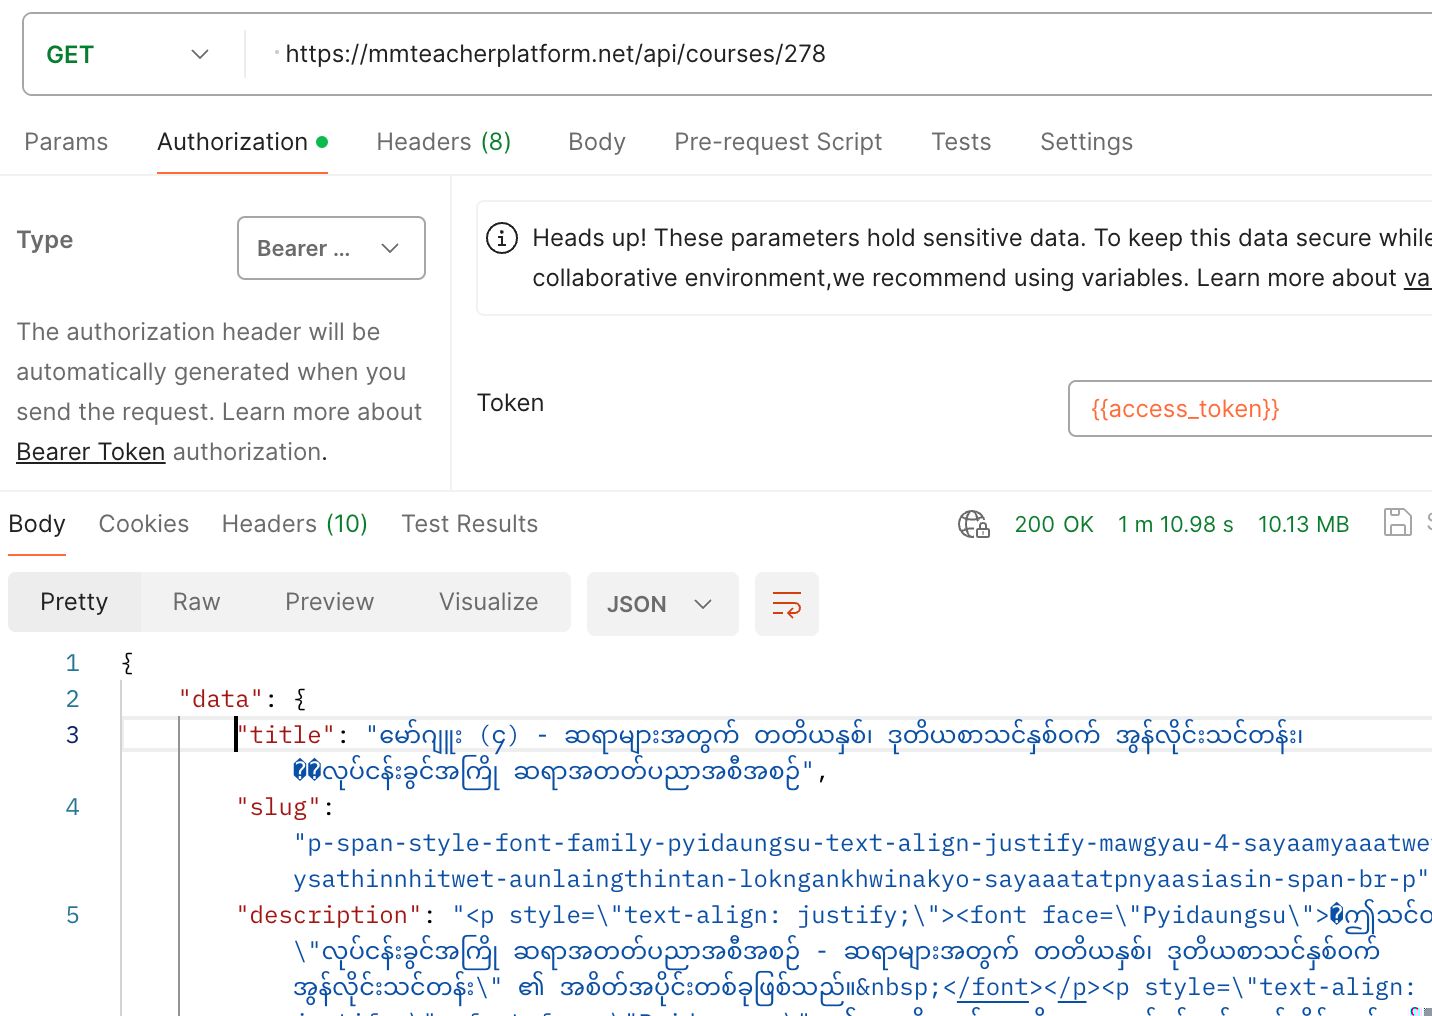 GET https://mmteacherplatform.net/api/courses/278
Params Authorization Headers (8) Body Pre-request Script Tests Settings
Type Bearer ...
The authorization header will be
automatically generated when you
send the request. Learn more about
Bearer Token authorization.
Heads up! These parameters hold sensitive data. To keep this data secure while
collaborative environment,we recommend using variables. Learn more about va
Token {{access_token}}
Body Cookies Headers (10) Test Results 200 OK 1 m 10.98 s 10.13 MB
Pretty Raw Preview Visualize JSON
1 {
2 "data": {
3 "title": "မော်ဂျူး (၄) - ဆရာများအတွက် တတိယနှစ်၊ ဒုတိယစာသင်နှစ်ဝက် အွန်လိုင်းသင်တန်း၊
��လုပ်ငန်းခွင်အကြို ဆရာအတတ်ပညာအစီအစဉ်",
4 "slug":
"p-span-style-font-family-pyidaungsu-text-align-justify-mawgyau-4-sayaamyaaatwet
ysathinnhitwet-aunlaingthintan-lokngankhwinakyo-sayaaatatpnyaasiasin-span-br-p"
5 "description": "<p style=\"text-align: justify;\"><font face=\"Pyidaungsu\">�ဤသင်တ
\"လုပ်ငန်းခွင်အကြို ဆရာအတတ်ပညာအစီအစဉ် - ဆရာများအတွက် တတိယနှစ်၊ ဒုတိယစာသင်နှစ်ဝက်
အွန်လိုင်းသင်တန်း\" ၏ အစိတ်အပိုင်းတစ်ခုဖြစ်သည်။&nbsp;</font></p><p style=\"text-align: